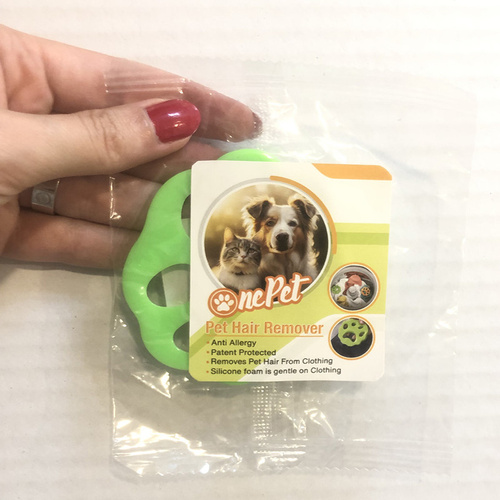 OnePet
Pet Hair Remover
• Anti Allergy
• Patent Protected
• Removes Pet Hair From Clothing
• Silicone foam is gentle on Clothing